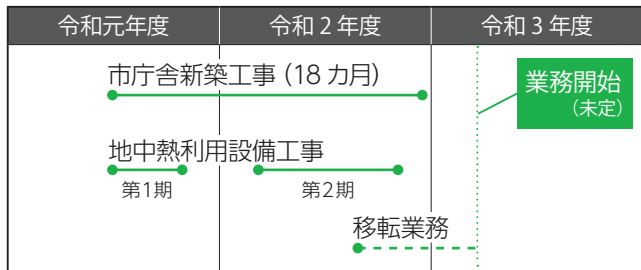 令和元年度 令和2年度 令和3年度
市庁舎新築工事（18カ月）
業務開始
（未定）
地中熱利用設備工事
第1期 第2期
移転業務